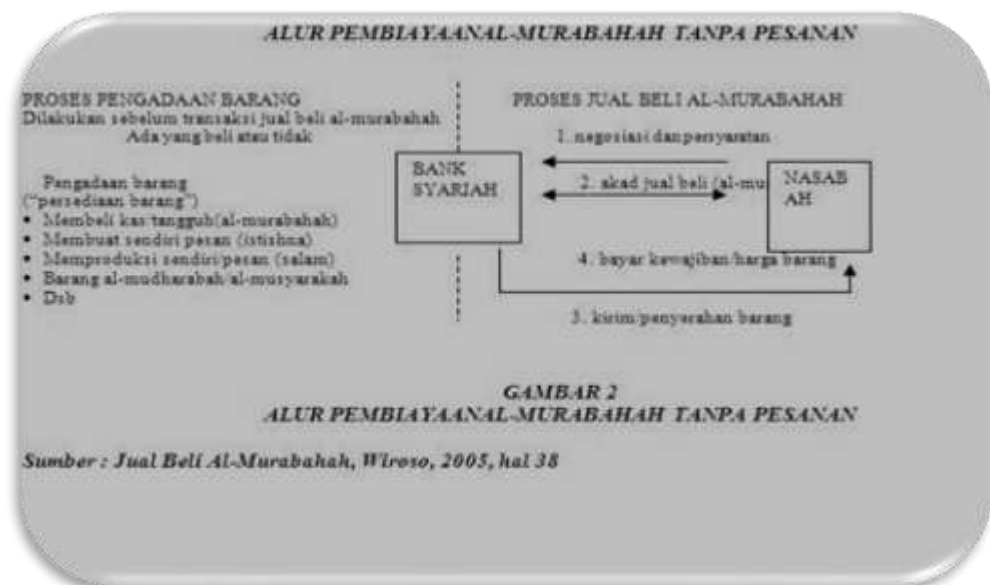 ALUR PEMBIAYAANAL-MURABAHAH TANPA PESANAN
PROSES PENGADAAN BARANG
Dilakukan sebelum transaksi jual beli al-murabahah
Ada yang beli atau tidak
Pengadaan barang
("persediaan barang")
• Membeli kas/tangguh(al-murabahah)
• Membuat sendiri pesan (istishna)
• Memproduksi sendiri/pesan (salam)
• Barang al-mudharabah/al-musyarakah
• Dsb
PROSES JUAL BELI AL-MURABAHAH
1. negosiasi dan persyaratan
BANK
SYARIAH
2. akad jual beli (al-mu
NASAB
AH
4. bayar kewajiban/harga barang
3. kirim/penyerahan barang
GAMBAR 2
ALUR PEMBIAYAANAL-MURABAHAH TANPA PESANAN
Sumber : Jual Beli Al-Murabahah, Wiroso, 2005, hal 38